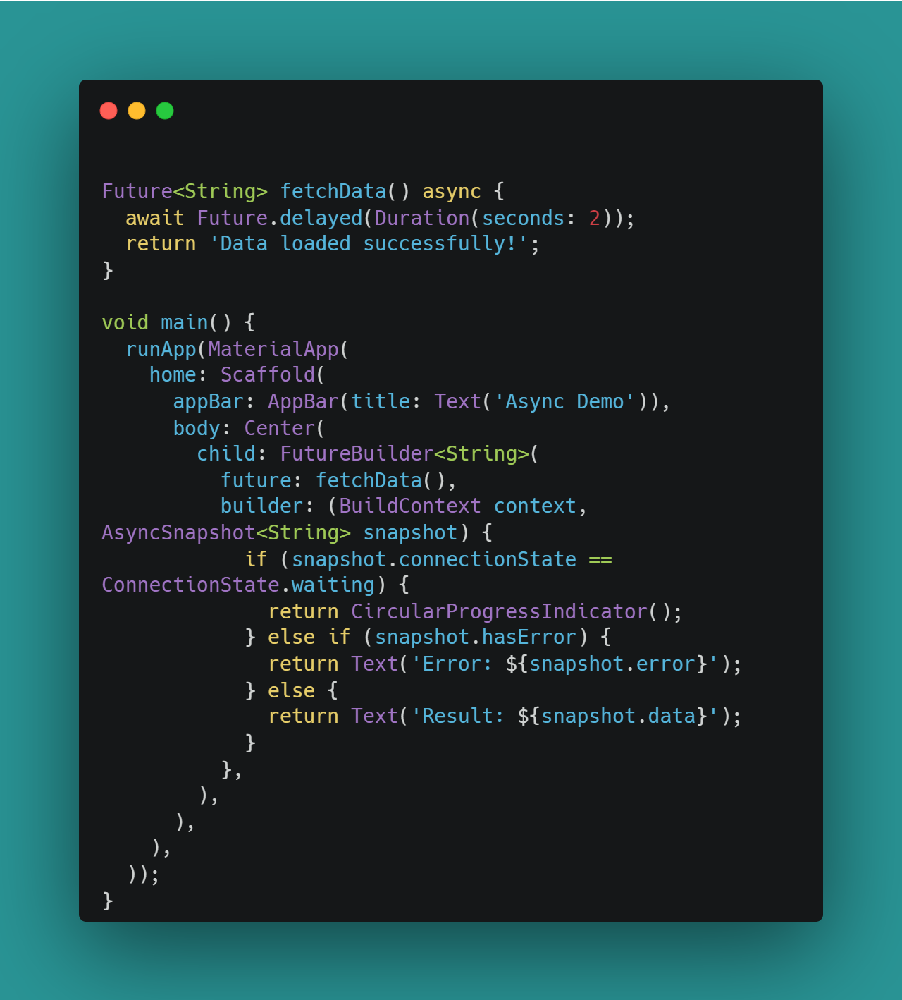 Future<String> fetchData() async {
  await Future.delayed(Duration(seconds: 2));
  return 'Data loaded successfully!';
}

void main() {
  runApp(MaterialApp(
    home: Scaffold(
      appBar: AppBar(title: Text('Async Demo')),
      body: Center(
        child: FutureBuilder<String>(
          future: fetchData(),
          builder: (BuildContext context,
AsyncSnapshot<String> snapshot) {
            if (snapshot.connectionState ==
ConnectionState.waiting) {
              return CircularProgressIndicator();
            } else if (snapshot.hasError) {
              return Text('Error: ${snapshot.error}');
            } else {
              return Text('Result: ${snapshot.data}');
            }
          },
        ),
      ),
    ),
  ));
}